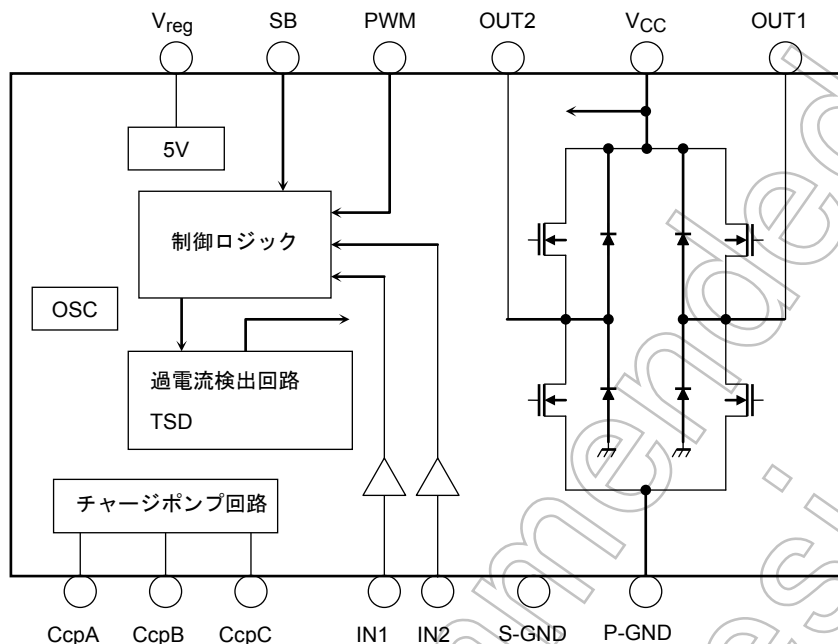 Vreg
SB
PWM
OUT2
VCC
OUT1
5V
制御ロジック
OSC
過電流検出回路
TSD
チャージポンプ回路
CcpA
CcpB
CcpC
IN1
IN2
S-GND
P-GND